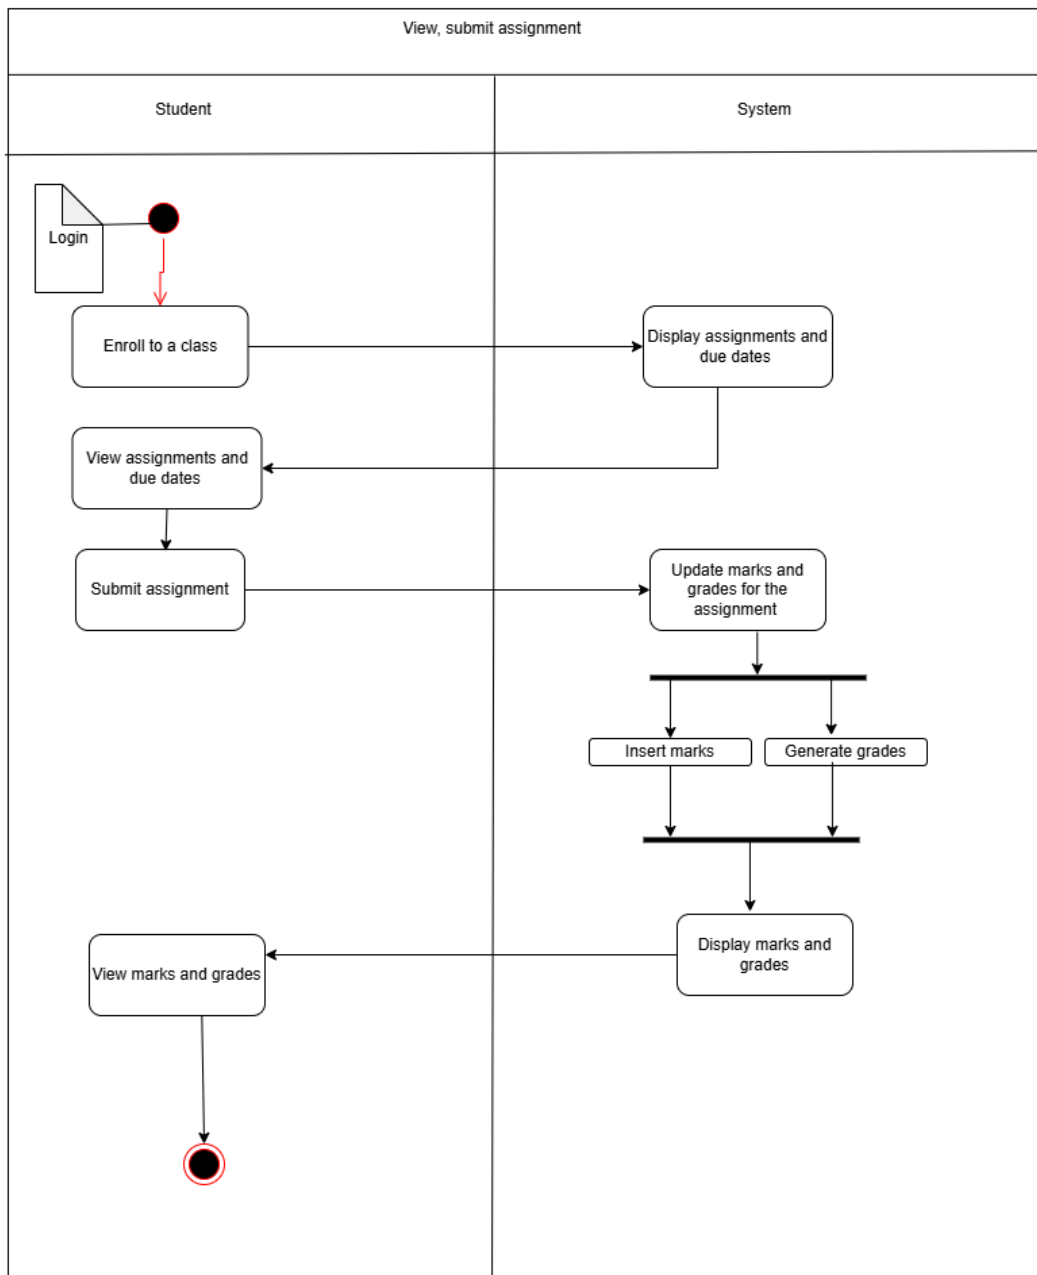 View, submit assignment
Student
System
Login
Enroll to a class
Display assignments and
due dates
View assignments and
due dates
Submit assignment
Update marks and
grades for the
assignment
Insert marks
Generate grades
Display marks and
grades
View marks and grades